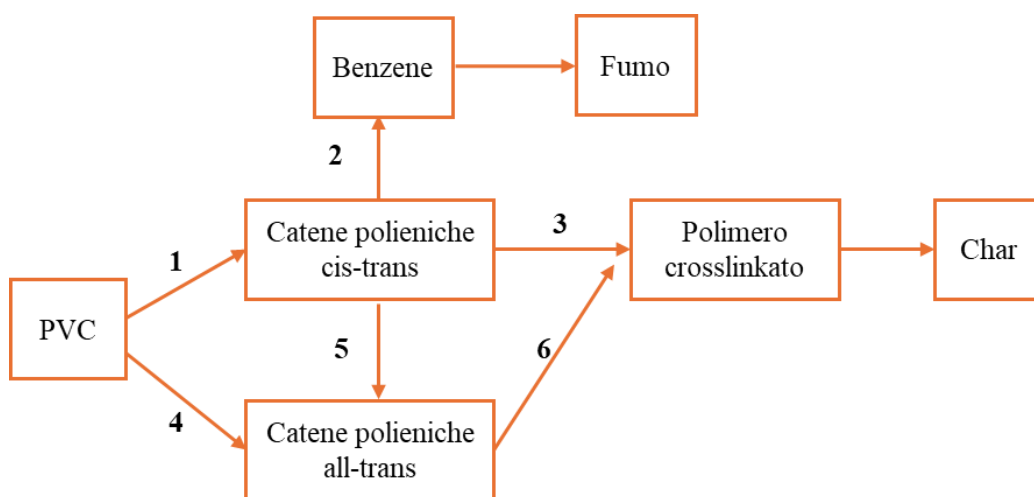 Benzene
Fumo
2
Catene polieniche
cis-trans
3
Polimero
crosslinkato
Char
1
PVC
5
6
4
Catene polieniche
all-trans